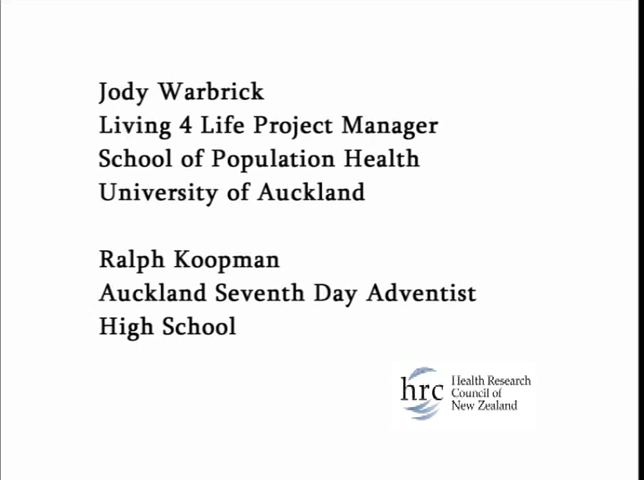 Jody Warbrick
Living 4 Life Project Manager
School of Population Health
University of Auckland
Ralph Koopman
Auckland Seventh Day Adventist
High School
hrc
Health Research
Council of
New Zealand